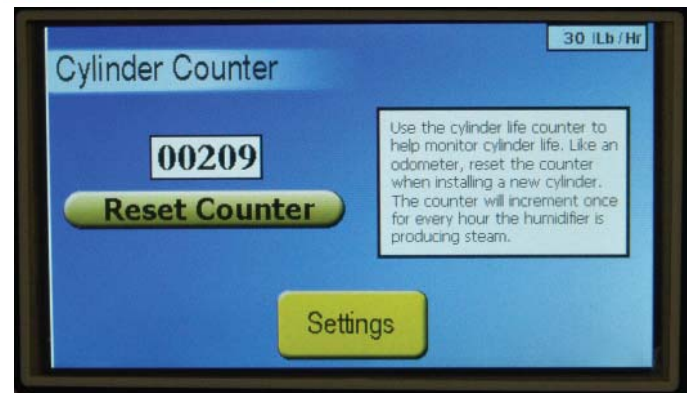 30 Lb/Hr
Cylinder Counter
00209
Reset Counter
Use the cylinder life counter to
help monitor cylinder life. Like an
odometer, reset the counter
when installing a new cylinder.
The counter will increment once
for every hour the humidifier is
producing steam.
Settings